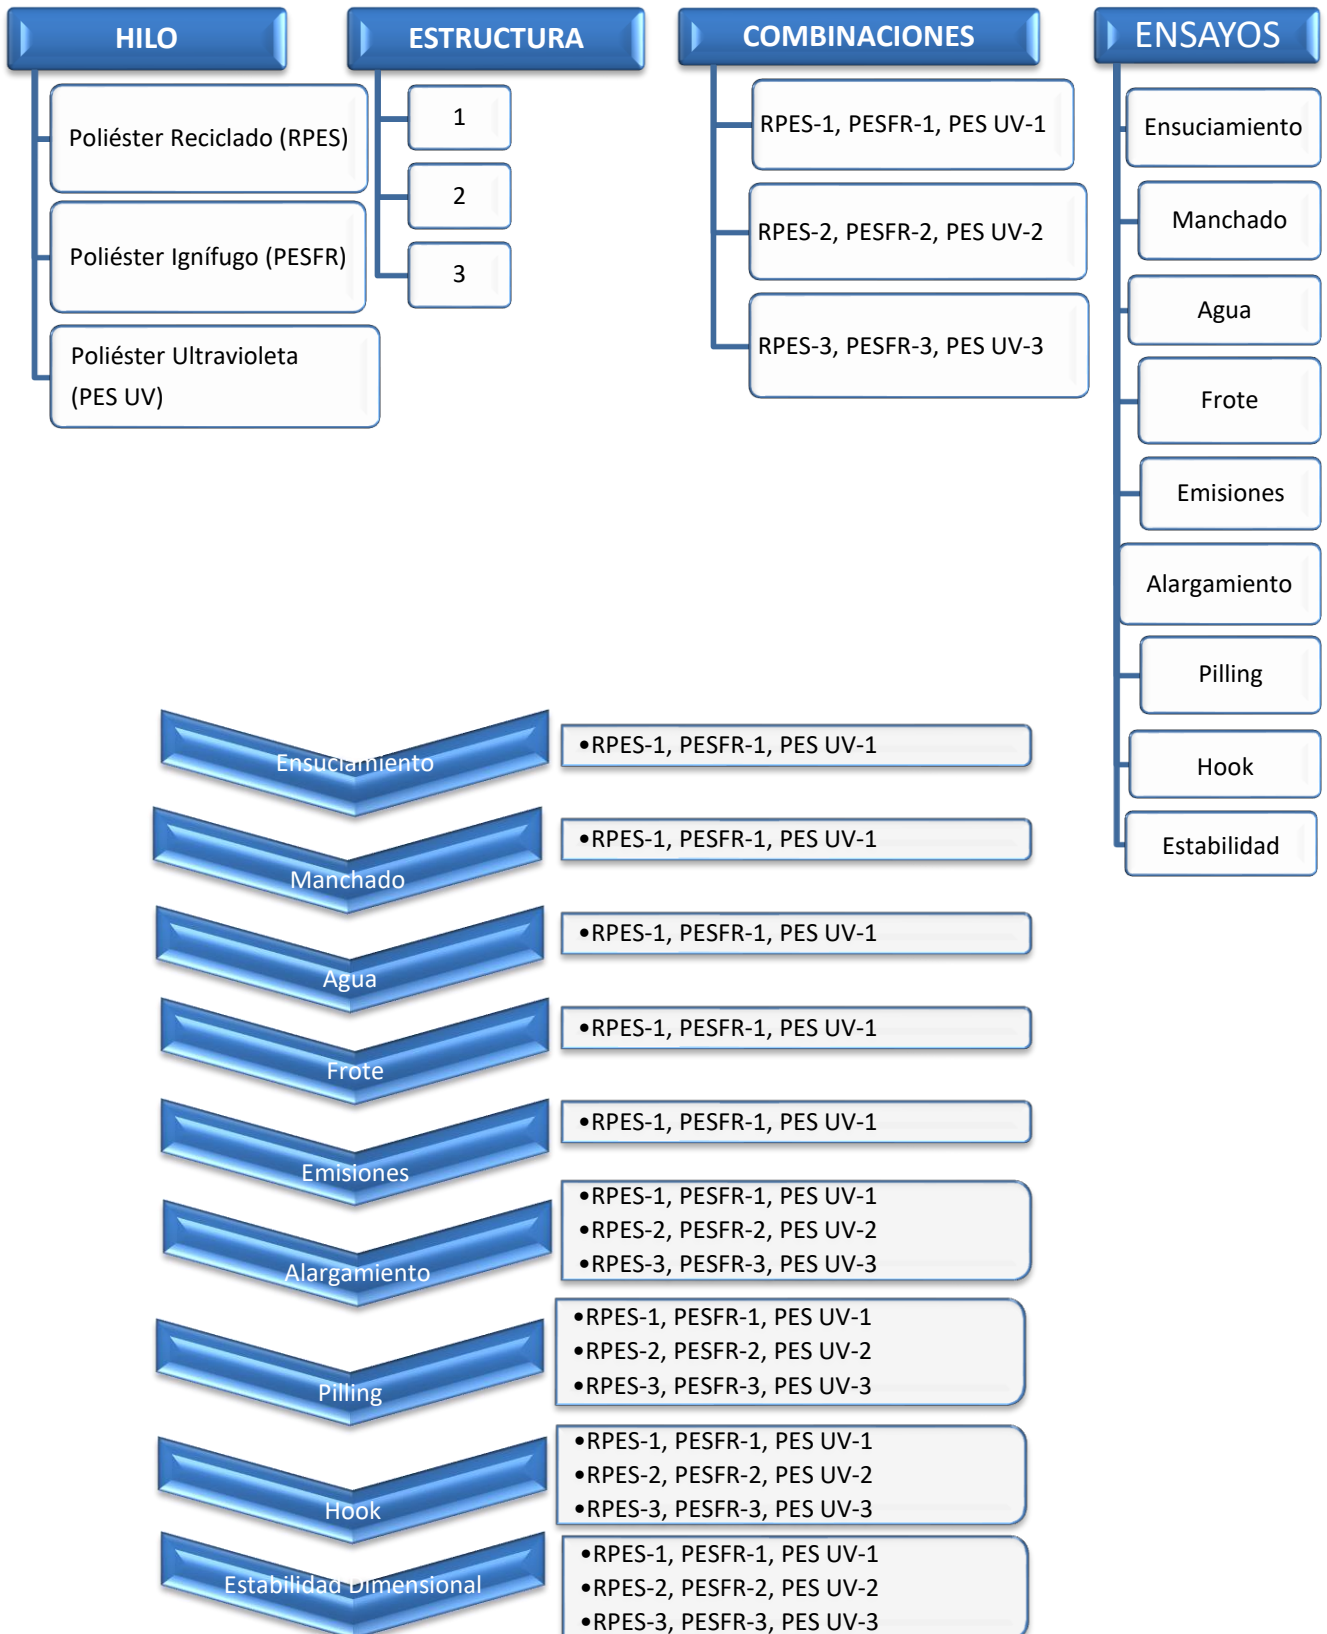 HILO
Poliéster Reciclado (RPES)
Poliéster Ignífugo (PESFR)
Poliéster Ultravioleta
(PES UV)
ESTRUCTURA
1
2
3
COMBINACIONES
RPES-1, PESFR-1, PES UV-1
RPES-2, PESFR-2, PES UV-2
RPES-3, PESFR-3, PES UV-3
ENSAYOS
Ensuciamiento
Manchado
Agua
Frote
Emisiones
Alargamiento
Pilling
Hook
Estabilidad
Ensuciamiento
•RPES-1, PESFR-1, PES UV-1
Manchado
•RPES-1, PESFR-1, PES UV-1
Agua
•RPES-1, PESFR-1, PES UV-1
Frote
•RPES-1, PESFR-1, PES UV-1
Emisiones
•RPES-1, PESFR-1, PES UV-1
Alargamiento
•RPES-1, PESFR-1, PES UV-1
•RPES-2, PESFR-2, PES UV-2
•RPES-3, PESFR-3, PES UV-3
Pilling
•RPES-1, PESFR-1, PES UV-1
•RPES-2, PESFR-2, PES UV-2
•RPES-3, PESFR-3, PES UV-3
Hook
•RPES-1, PESFR-1, PES UV-1
•RPES-2, PESFR-2, PES UV-2
•RPES-3, PESFR-3, PES UV-3
Estabilidad Dimensional
•RPES-1, PESFR-1, PES UV-1
•RPES-2, PESFR-2, PES UV-2
•RPES-3, PESFR-3, PES UV-3